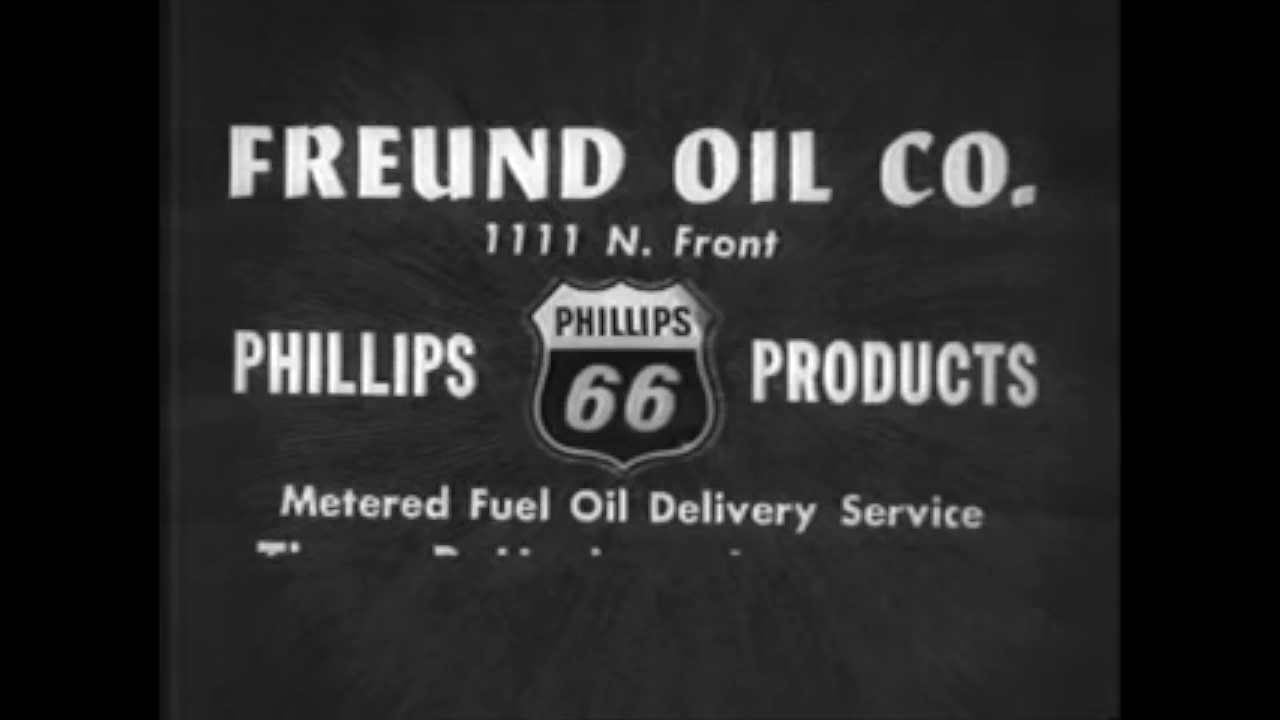 FREUND OIL CO.
1111 N. Front
PHILLIPS PHILLIPS 66 PRODUCTS
Metered Fuel Oil Delivery Service